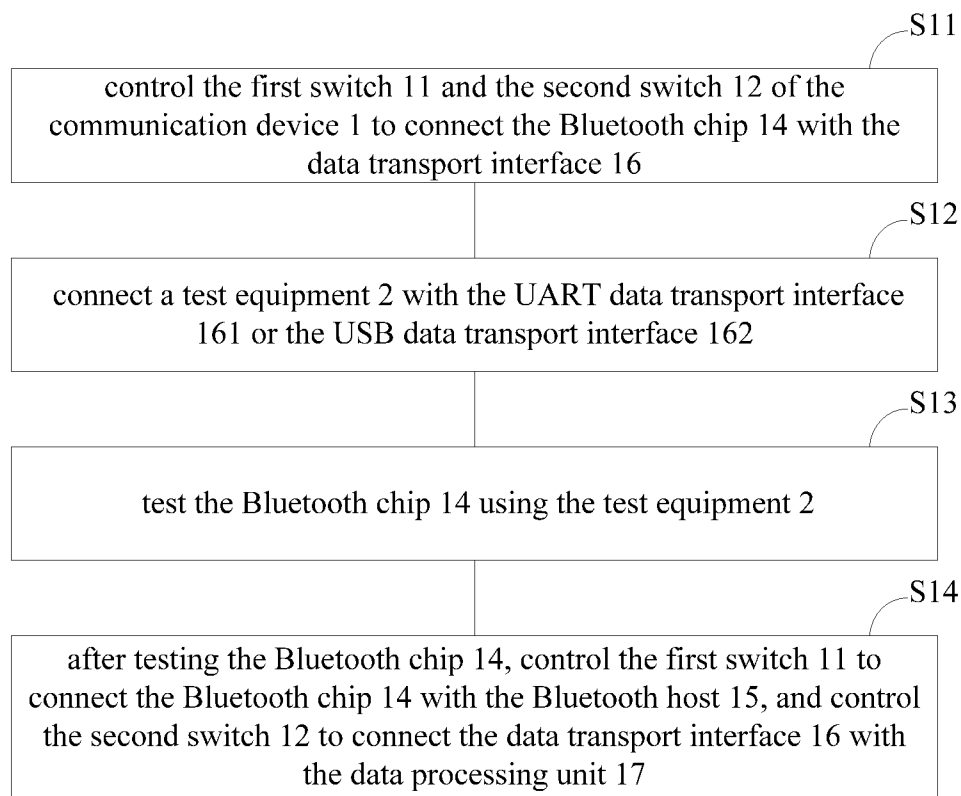 S11
control the first switch 11 and the second switch 12 of the
communication device 1 to connect the Bluetooth chip 14 with the
data transport interface 16
S12
connect a test equipment 2 with the UART data transport interface
161 or the USB data transport interface 162
S13
test the Bluetooth chip 14 using the test equipment 2
S14
after testing the Bluetooth chip 14, control the first switch 11 to
connect the Bluetooth chip 14 with the Bluetooth host 15, and control
the second switch 12 to connect the data transport interface 16 with
the data processing unit 17